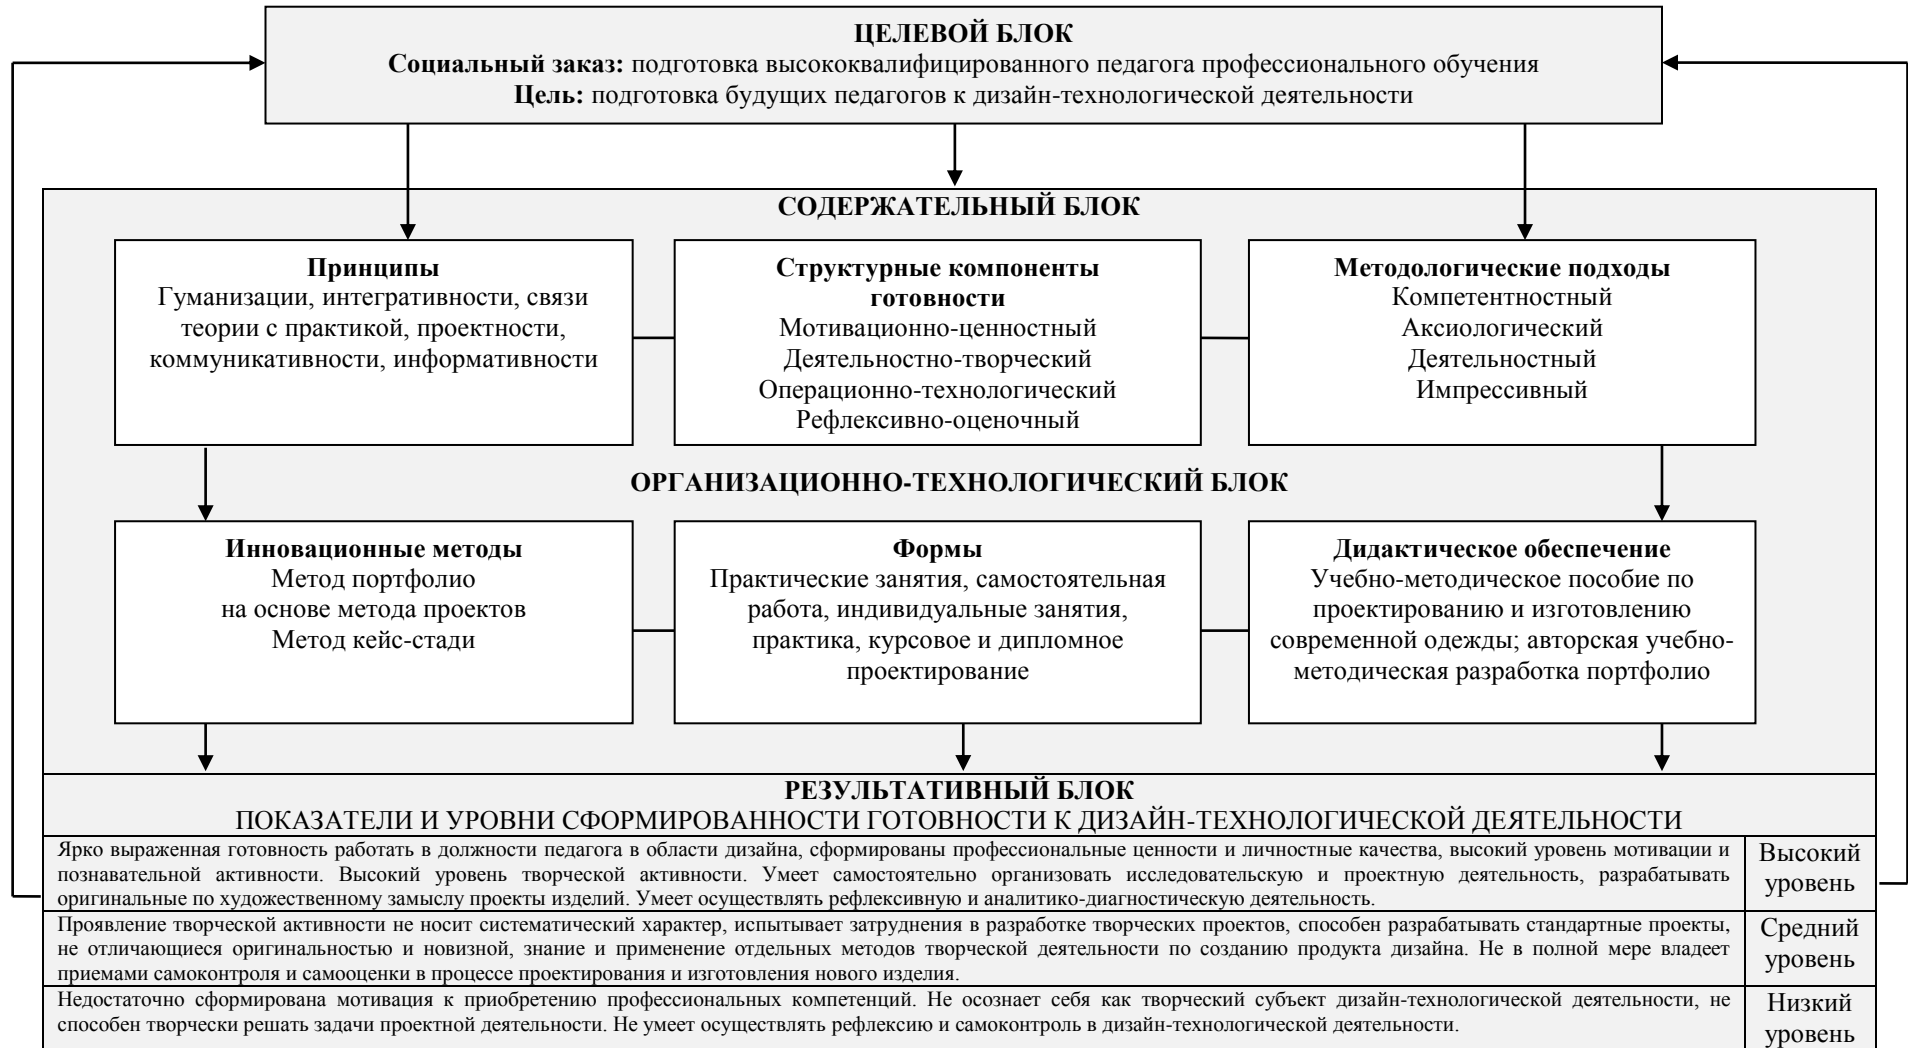 ЦЕЛЕВОЙ БЛОК
Социальный заказ: подготовка высококвалифицированного педагога профессионального обучения
Цель: подготовка будущих педагогов к дизайн-технологической деятельности
СОДЕРЖАТЕЛЬНЫЙ БЛОК
Принципы
Гуманизации, интегративности, связи
теории с практикой, проектности,
коммуникативности, информативности
Структурные компоненты
готовности
Мотивационно-ценностный
Деятельностно-творческий
Операционно-технологический
Рефлексивно-оценочный
Методологические подходы
Компетентностный
Аксиологический
Деятельностный
Импрессивный
ОРГАНИЗАЦИОННО-ТЕХНОЛОГИЧЕСКИЙ БЛОК
Инновационные методы
Метод портфолио
на основе метода проектов
Метод кейс-стади
Формы
Практические занятия, самостоятельная
работа, индивидуальные занятия,
практика, курсовое и дипломное
проектирование
Дидактическое обеспечение
Учебно-методическое пособие по
проектированию и изготовлению
современной одежды; авторская учебно-
методическая разработка портфолио
РЕЗУЛЬТАТИВНЫЙ БЛОК
ПОКАЗАТЕЛИ И УРОВНИ СФОРМИРОВАННОСТИ ГОТОВНОСТИ К ДИЗАЙН-ТЕХНОЛОГИЧЕСКОЙ ДЕЯТЕЛЬНОСТИ
Ярко выраженная готовность работать в должности педагога в области дизайна, сформированы профессиональные ценности и личностные качества, высокий уровень мотивации и
познавательной активности. Высокий уровень творческой активности. Умеет самостоятельно организовать исследовательскую и проектную деятельность, разрабатывать
оригинальные по художественному замыслу проекты изделий. Умеет осуществлять рефлексивную и аналитико-диагностическую деятельность.
Высокий
уровень
Проявление творческой активности не носит систематический характер, испытывает затруднения в разработке творческих проектов, способен разрабатывать стандартные проекты,
не отличающиеся оригинальностью и новизной, знание и применение отдельных методов творческой деятельности по созданию продукта дизайна. Не в полной мере владеет
приемами самоконтроля и самооценки в процессе проектирования и изготовления нового изделия.
Средний
уровень
Недостаточно сформирована мотивация к приобретению профессиональных компетенций. Не осознает себя как творческий субъект дизайн-технологической деятельности, не
способен творчески решать задачи проектной деятельности. Не умеет осуществлять рефлексию и самоконтроль в дизайн-технологической деятельности.
Низкий
уровень